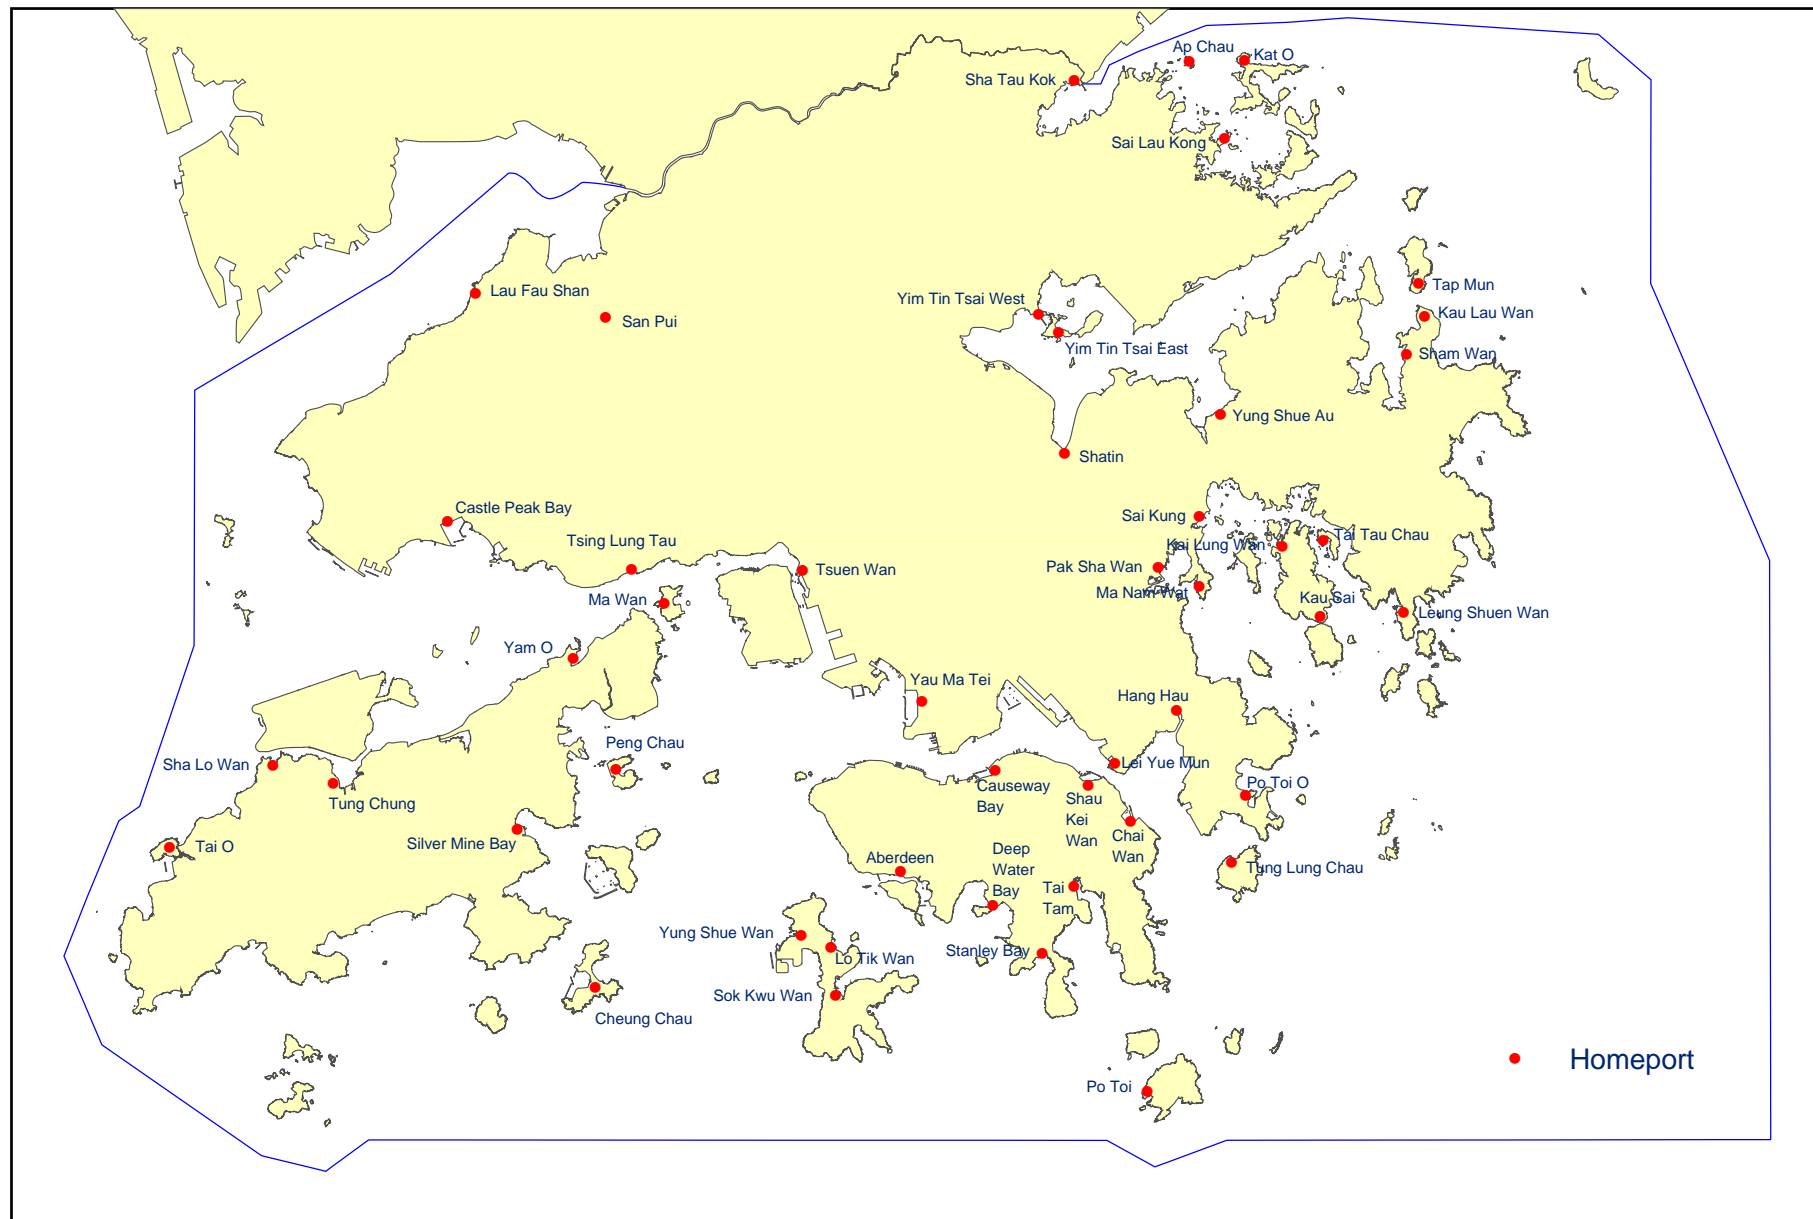 Ap Chau
Kat O
Sha Tau Kok
Sai Lau Kong
Lau Fau Shan
San Pui
Yim Tin Tsai West
Yim Tin Tsai East
Tap Mun
Kau Lau Wan
Sham Wan
Yung Shue Au
Shatin
Castle Peak Bay
Sai Kung
Tsing Lung Tau
Kai Lung Wan
Tai Tau Chau
Tsuen Wan
Pak Sha Wan
Ma Nam Wat
Ma Wan
Kau Sai
Leung Shuen Wan
Yam O
Yau Ma Tei
Hang Hau
Peng Chau
Sha Lo Wan
Lei Yue Mun
Tung Chung
Causeway
Bay
Shau
Kei
Wan
Po Toi O
Chai
Wan
Silver Mine Bay
Tai O
Deep
Water
Bay
Aberdeen
Tung Lung Chau
Tai
Tam
Yung Shue Wan
Lo Tik Wan
Stanley Bay
Sok Kwu Wan
Cheung Chau
Po Toi
Homeport